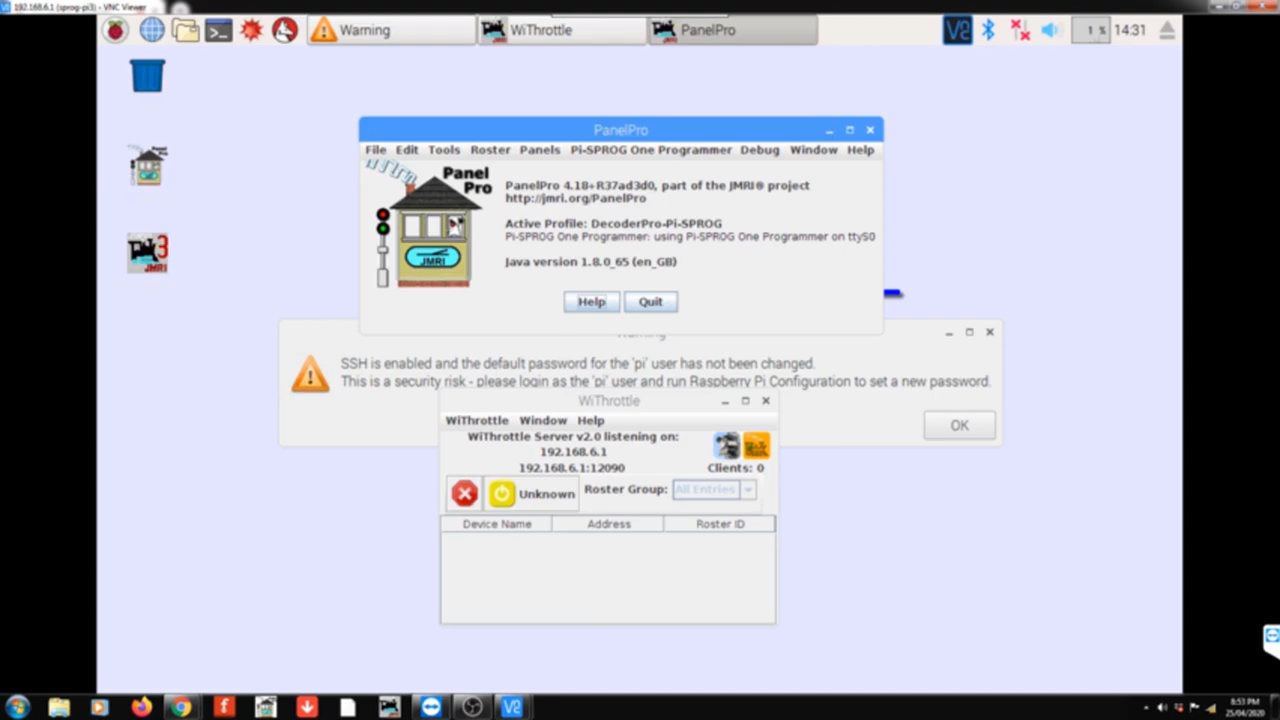 192.168.6.1 (sprog-pi3) - VNC Viewer
Warning
WiThrottle
PanelPro
1 %
14:31
PanelPro
File Edit Tools Roster Panels Pi-SPROG One Programmer Debug Window Help
Panel
Pro
JMRI
PanelPro 4.18+R37ad3d0, part of the JMRI® project
http://jmri.org/PanelPro
Active Profile: DecoderPro-Pi-SPROG
Pi-SPROG One Programmer: using Pi-SPROG One Programmer on ttyS0
Java version 1.8.0_65 (en_GB)
Help Quit
3
JMRI
Warning
SSH is enabled and the default password for the 'pi' user has not been changed.
This is a security risk - please login as the 'pi' user and run Raspberry Pi Configuration to set a new password.
OK
WiThrottle
WiThrottle Window Help
WiThrottle Server v2.0 listening on:
192.168.6.1
192.168.6.1:12090
Clients: 0
Unknown
Roster Group:
All Entries
Device Name Address Roster ID
8:53 PM
25/04/2020